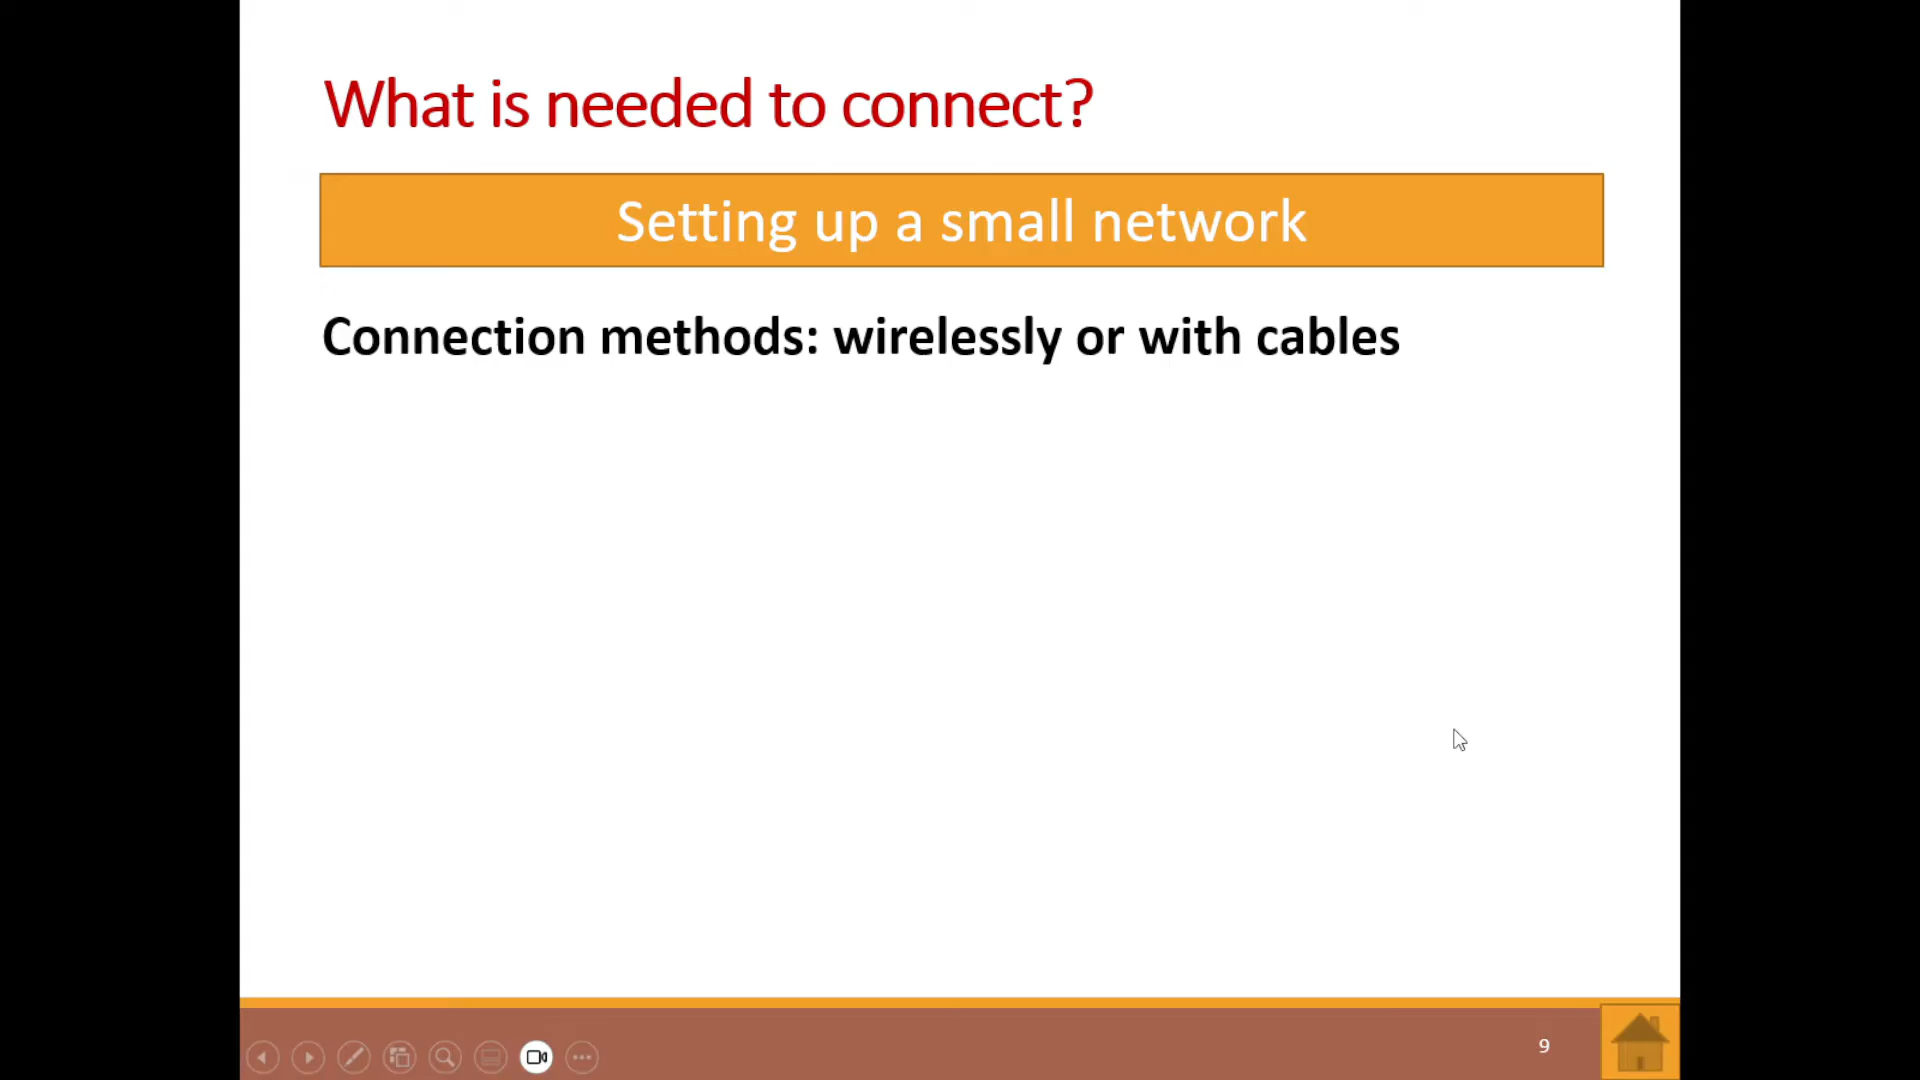 What is needed to connect?
Setting up a small network
Connection methods: wirelessly or with cables
9